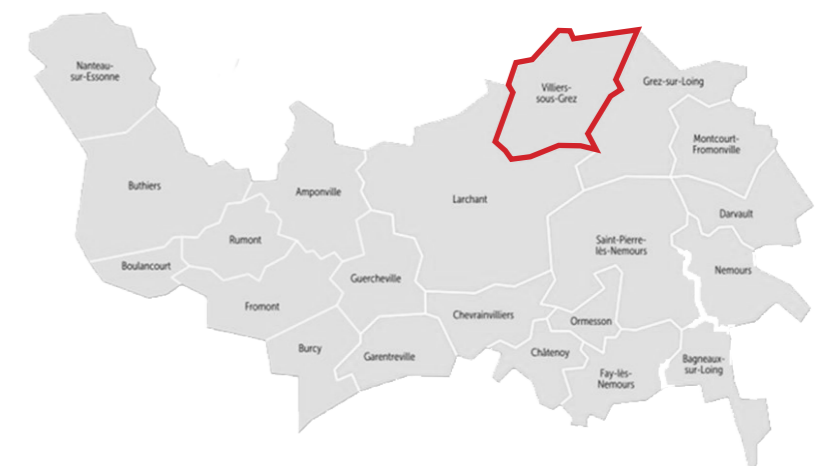 Nanteau-
sur-Essonne
Villiers-
sous-Grez
Grez-sur-Loing
Montcourt-
Fromonville
Buthiers
Amponville
Larchant
Darvault
Rumont
Saint-Pierre-
lès-Nemours
Boulancourt
Nemours
Guercheville
Fromont
Chevrainvilliers
Ormesson
Burcy
Garentreville
Châtenoy
Bagneaux-
sur-Loing
Fay-lès-
Nemours